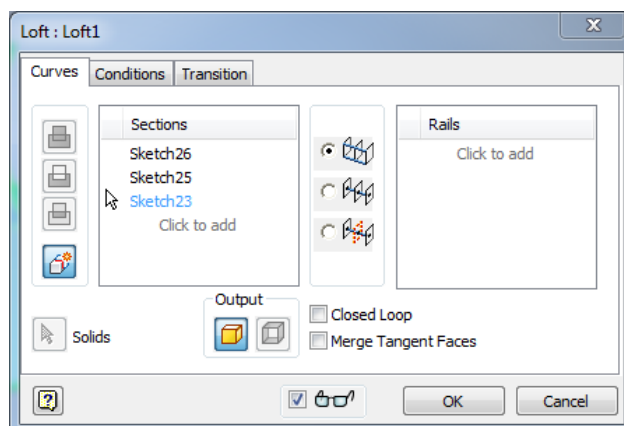 Loft : Loft1
Curves Conditions Transition
Sections
Sketch26
Sketch25
Sketch23
Click to add
Rails
Click to add
Solids
Output
Closed Loop
Merge Tangent Faces
OK Cancel